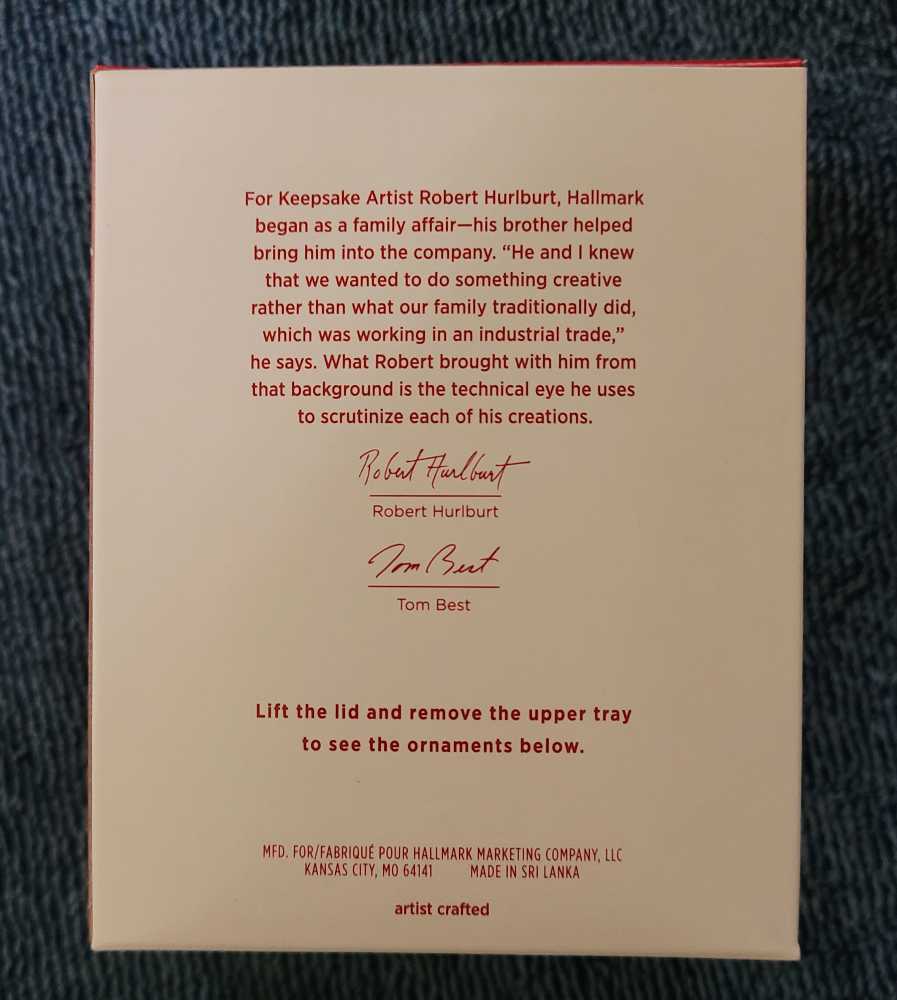 For Keepsake Artist Robert Hurlburt, Hallmark
began as a family affair—his brother helped
bring him into the company. “He and I knew
that we wanted to do something creative
rather than what our family traditionally did,
which was working in an industrial trade,”
he says. What Robert brought with him from
that background is the technical eye he uses
to scrutinize each of his creations.
Robert Hurlburt
Robert Hurlburt
Tom Best
Tom Best
Lift the lid and remove the upper tray
to see the ornaments below.
MFD. FOR/FABRIQUÉ POUR HALLMARK MARKETING COMPANY, LLC
KANSAS CITY, MO 64141 MADE IN SRI LANKA
artist crafted